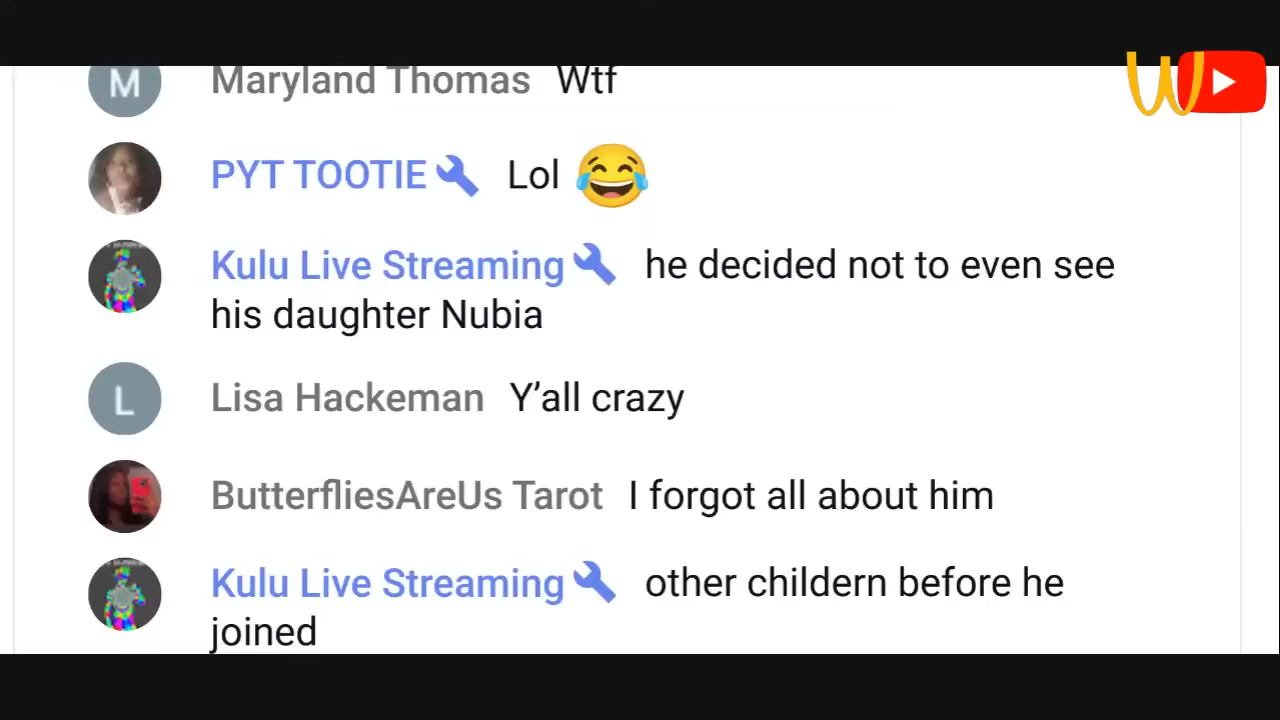 M Maryland Thomas Wtf
PYT TOOTIE Lol 😂
Kulu Live Streaming he decided not to even see
his daughter Nubia
L Lisa Hackeman Y’all crazy
ButterfliesAreUs Tarot I forgot all about him
Kulu Live Streaming other childern before he
joined
W